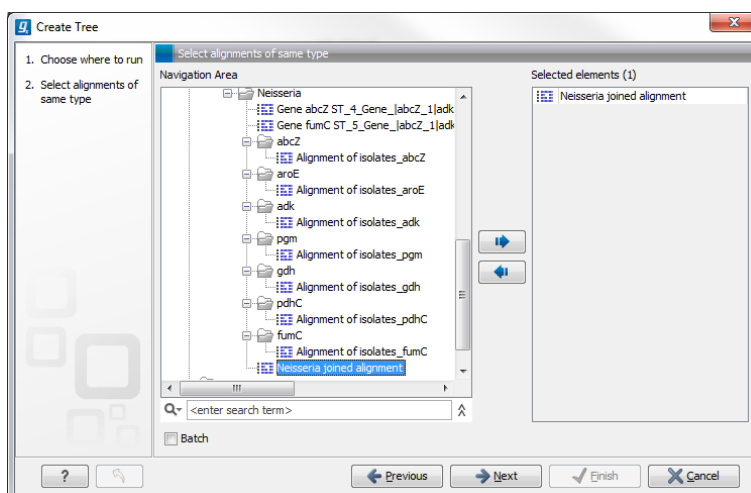 Create Tree
1. Choose where to run
2. Select alignments of
same type
Select alignments of same type
Navigation Area
Neisseria
Gene abcZ ST_4_Gene_|abcZ_1|adk
Gene fumC ST_5_Gene_|abcZ_1|adk
abcZ
Alignment of isolates_abcZ
aroE
Alignment of isolates_aroE
adk
Alignment of isolates_adk
pgm
Alignment of isolates_pgm
gdh
Alignment of isolates_gdh
pdhC
Alignment of isolates_pdhC
fumC
Alignment of isolates_fumC
Neisseria joined alignment
<enter search term>
Batch
Selected elements (1)
Neisseria joined alignment
?
Previous
Next
Finish
Cancel